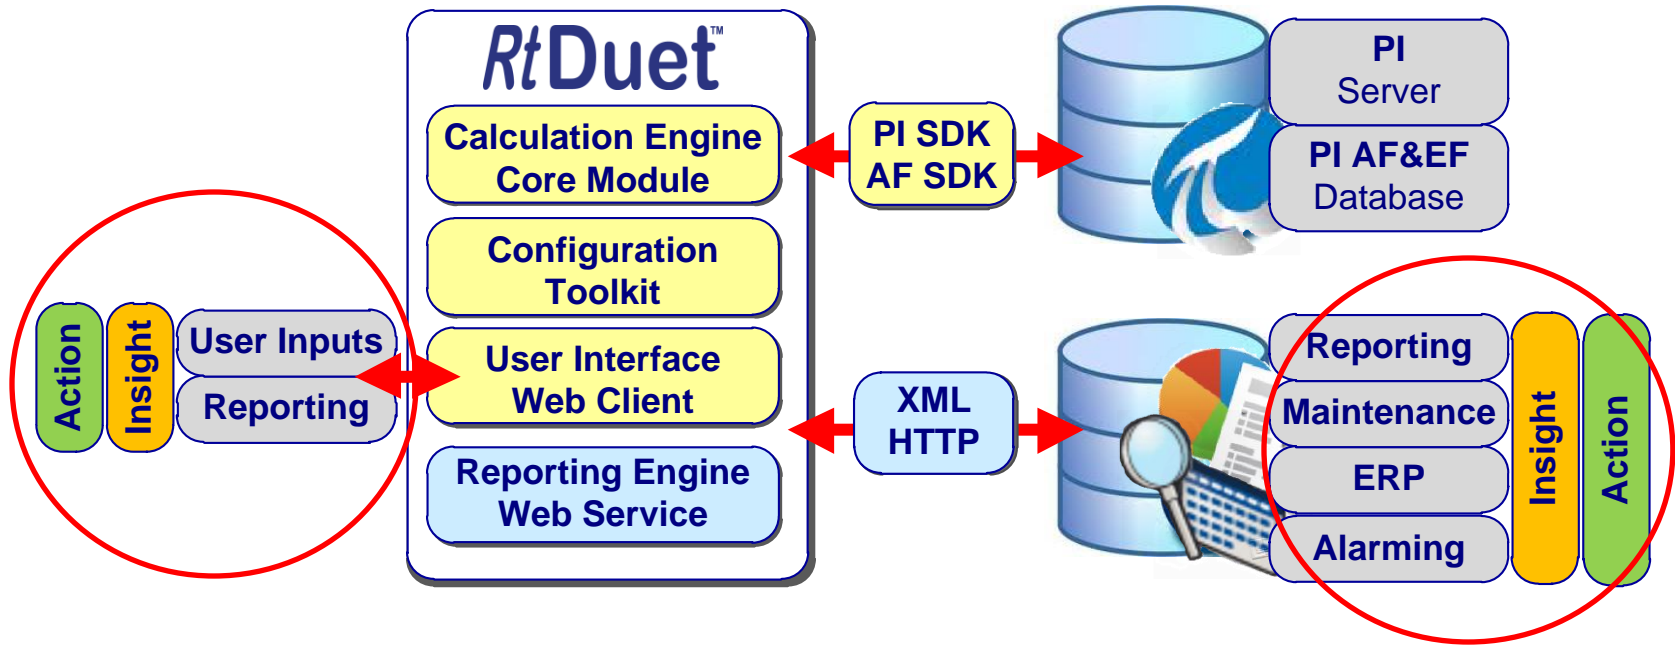 RtDuet™
Calculation Engine
Core Module
Configuration
Toolkit
User Interface
Web Client
Reporting Engine
Web Service
Action
Insight
User Inputs
Reporting
PI SDK
AF SDK
PI
Server
PI AF&EF
Database
XML
HTTP
Reporting
Maintenance
ERP
Alarming
Insight
Action